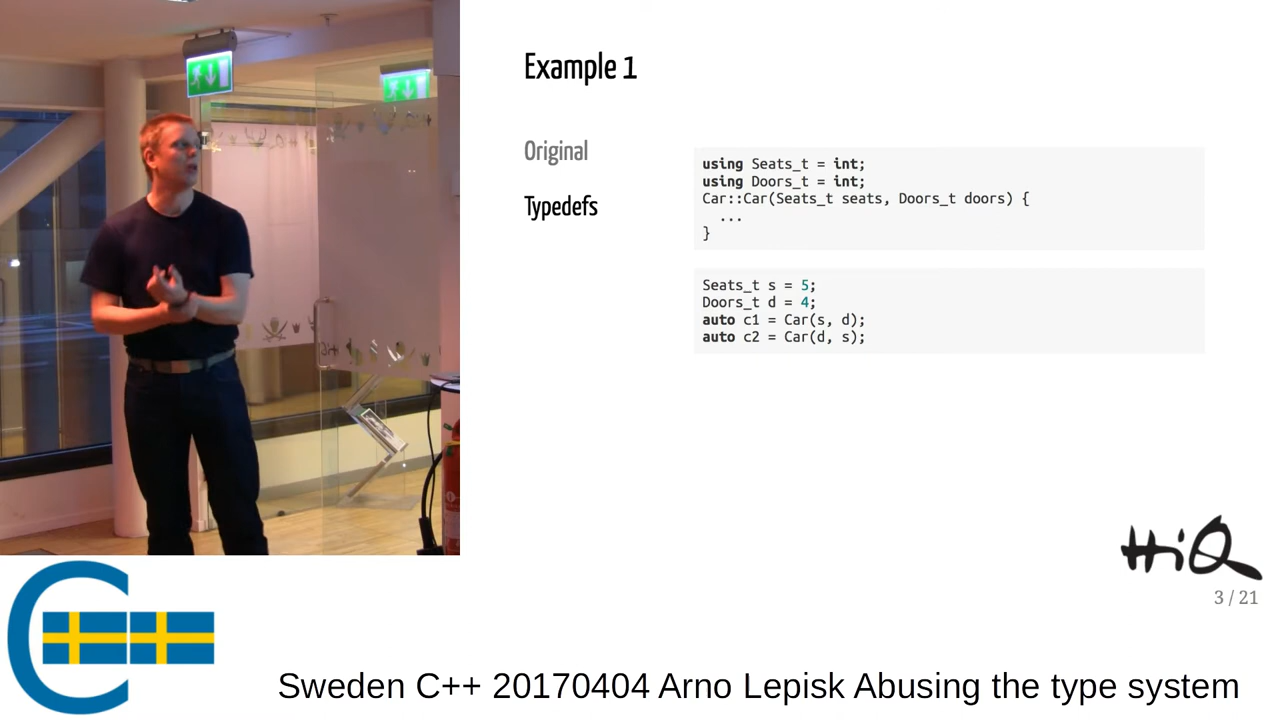 Example 1
Original
Typedefs
using Seats_t = int;
using Doors_t = int;
Car::Car(Seats_t seats, Doors_t doors) {
...
}
Seats_t s = 5;
Doors_t d = 4;
auto c1 = Car(s, d);
auto c2 = Car(d, s);
HiQ
3 / 21
C++
Sweden C++ 20170404 Arno Lepisk Abusing the type system